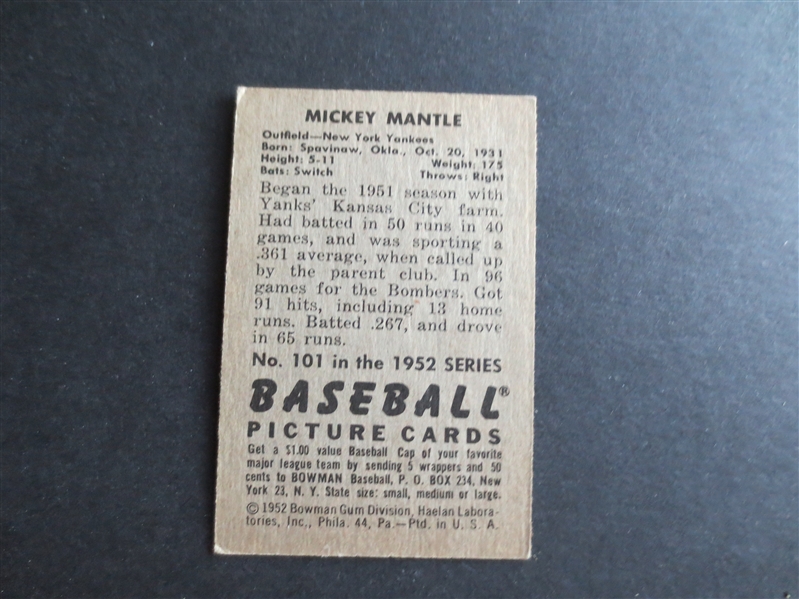 MICKEY MANTLE
Outfield—New York Yankees
Born: Spavinaw, Okla., Oct. 20, 1931
Height: 5-11 Weight: 175
Bats: Switch Throws: Right
Began the 1951 season with
Yanks' Kansas City farm.
Had batted in 50 runs in 40
games, and was sporting a
.361 average, when called up
by the parent club. In 96
games for the Bombers. Got
91 hits, including 13 home
runs. Batted .267, and drove
in 65 runs.
No. 101 in the 1952 SERIES
BASEBALL®
PICTURE CARDS
Get a $1.00 value Baseball Cap of your favorite
major league team by sending 5 wrappers and 50
cents to BOWMAN Baseball, P. O. BOX 234, New
York 23, N. Y. State size: small, medium or large.
©1952 Bowman Gum Division, Haelan Labora-
tories, Inc., Phila. 44, Pa.—Ptd. in U. S. A.